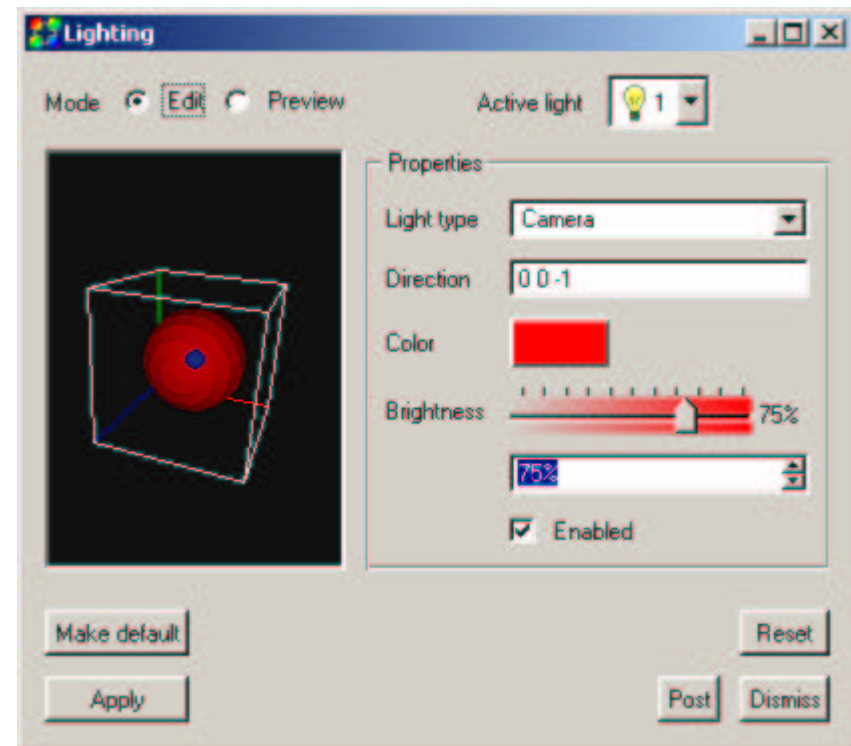 Lighting
Mode Edit Preview Active light 1
Properties
Light type Camera
Direction 0 0 -1
Color
Brightness 75%
75%
Enabled
Make default Reset
Apply Post Dismiss